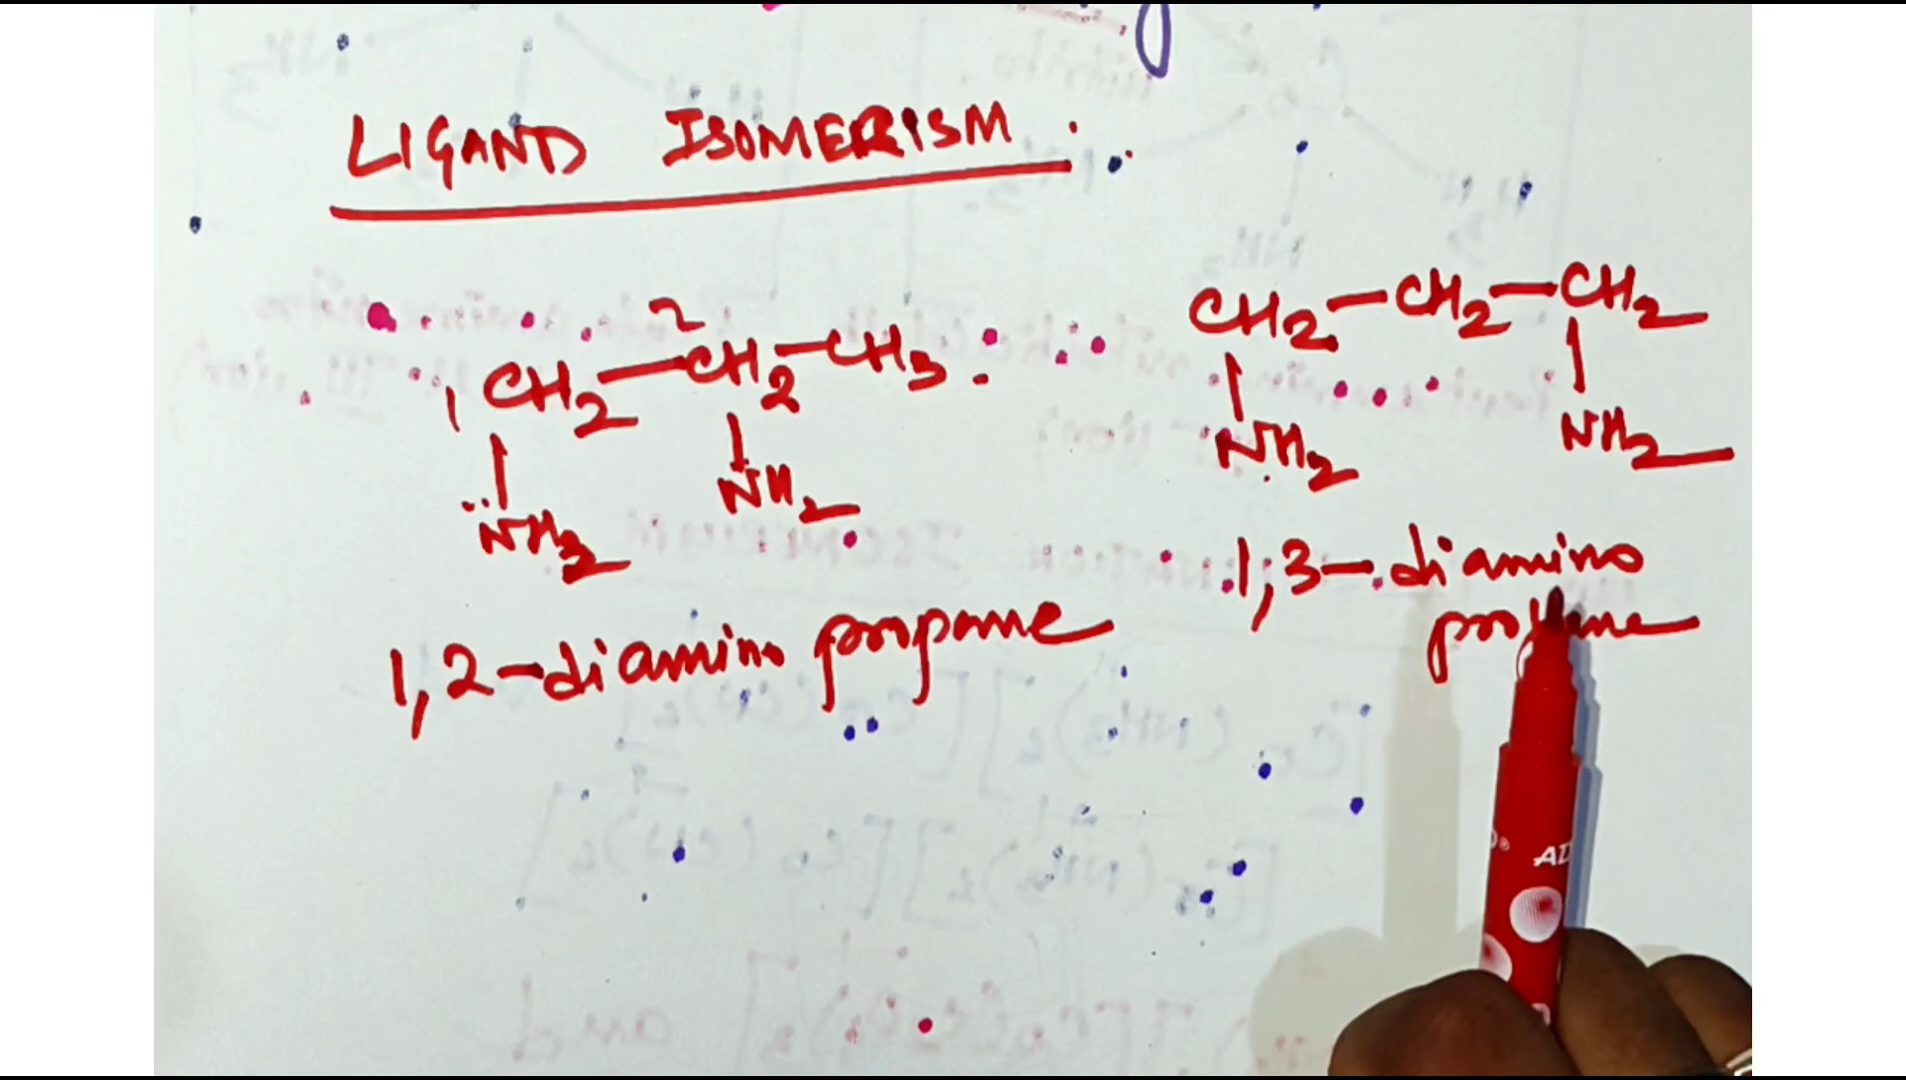 LIGAND ISOMERISM
2
1 CH2—CH2—CH3
NH2 NH2
1,2-diamino propane
CH2—CH2—CH2
NH2 NH2
1,3-diamino
propane
AD